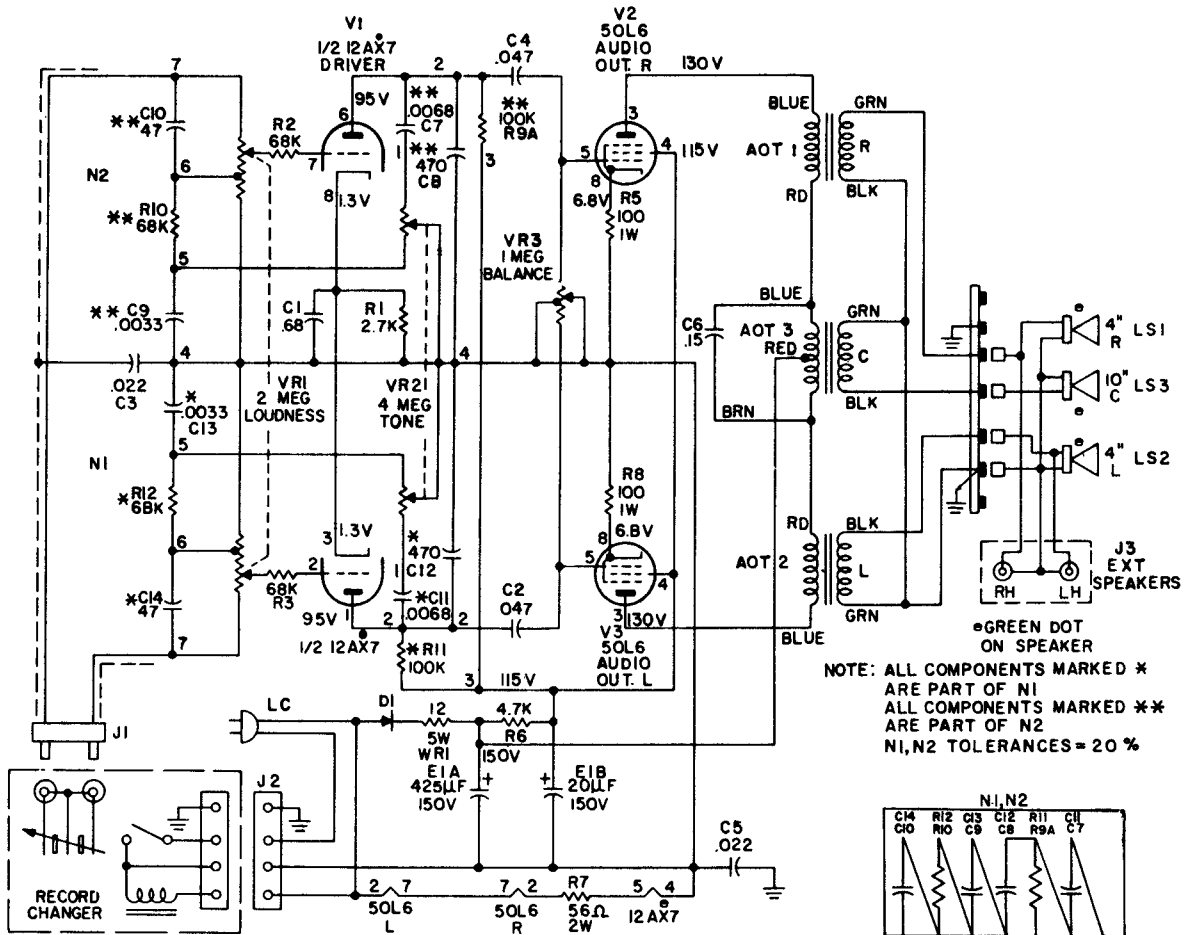 V1
1/2 12AX7
DRIVER
95V
6
7
8
1.3V
2
C4
.047
V2
50L6
AUDIO
OUT. R
130V
7
** C10
47
6
N2
** R10
68K
5
** C9
.0033
R2
68K
**
.0068
C7
1
**
470
C8
**
100K
R9A
3
3
5
4
115V
8
6.8V
R5
100
1W
BLUE
AOT 1
RD
GRN
R
BLK
VR3
1 MEG
BALANCE
C1
.68
R1
2.7K
4
4
.022
C3
*
.0033
C13
VR1
2 MEG
LOUDNESS
VR2
4 MEG
TONE
BLUE
C6
.15
AOT 3
RED
BRN
GRN
C
BLK
4"
R
LS1
10"
C
LS3
4"
L
LS2
5
N1
*R12
68K
6
*C14
47
7
3
1.3V
2
68K
R3
95V
1
1/2 12AX7
*
470
C12
1
*C11
.0068
2
2
C2
047
*R11
100K
R8
100
1W
8
6.8V
5
4
3
130V
V3
50L6
AUDIO
OUT. L
RD
AOT 2
BLUE
BLK
L
GRN
J3
EXT
SPEAKERS
RH
LH
GREEN DOT
ON SPEAKER
NOTE: ALL COMPONENTS MARKED *
ARE PART OF N1
ALL COMPONENTS MARKED **
ARE PART OF N2
N1,N2 TOLERANCES=20%
3
115V
LC
D1
12
5W
WR1
4.7K
R6
150V
E1A
425µF
150V
+
E1B
20µF
150V
+
J1
J2
RECORD
CHANGER
C5
.022
2
7
50L6
L
7
2
50L6
R
R7
56Ω
2W
5
4
12AX7
N1,N2
C14 R12 C13 C12 R11 C11
C10 R10 C9 C8 R9A C7